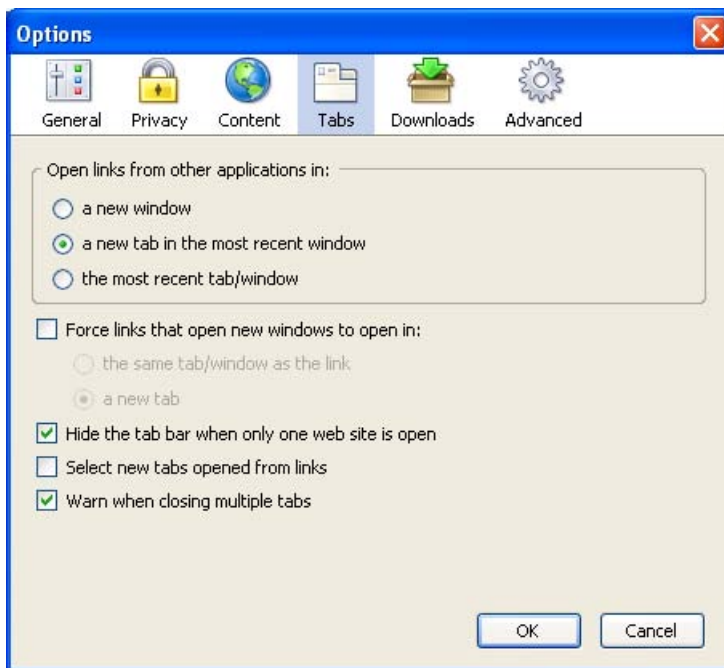 Options
General Privacy Content Tabs Downloads Advanced
Open links from other applications in:
a new window
a new tab in the most recent window
the most recent tab/window
Force links that open new windows to open in:
the same tab/window as the link
a new tab
Hide the tab bar when only one web site is open
Select new tabs opened from links
Warn when closing multiple tabs
OK Cancel